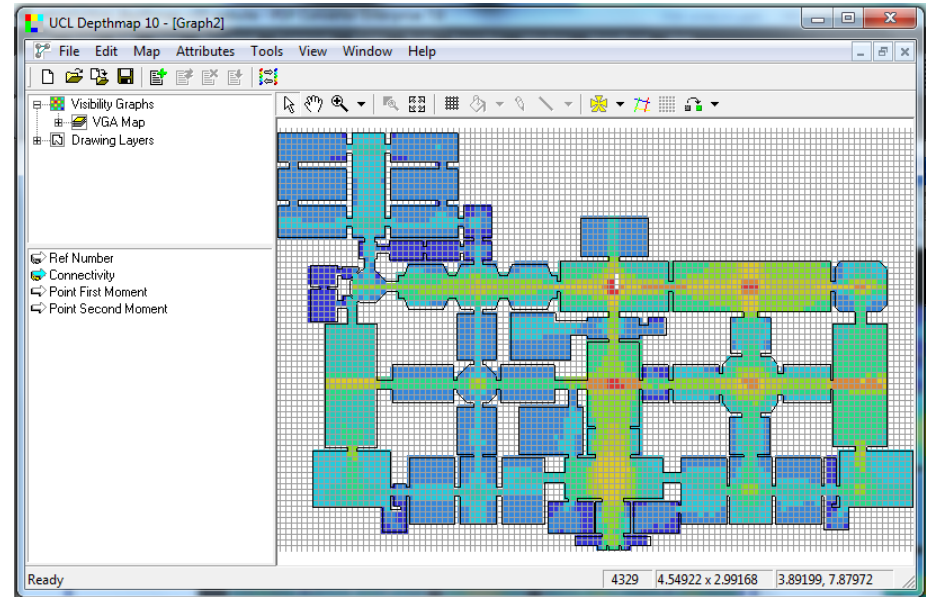 UCL Depthmap 10 - [Graph2]
File Edit Map Attributes Tools View Window Help
Visibility Graphs
VGA Map
Drawing Layers
Ref Number
Connectivity
Point First Moment
Point Second Moment
Ready 4329 4.54922 x 2.99168 3.89199, 7.87972